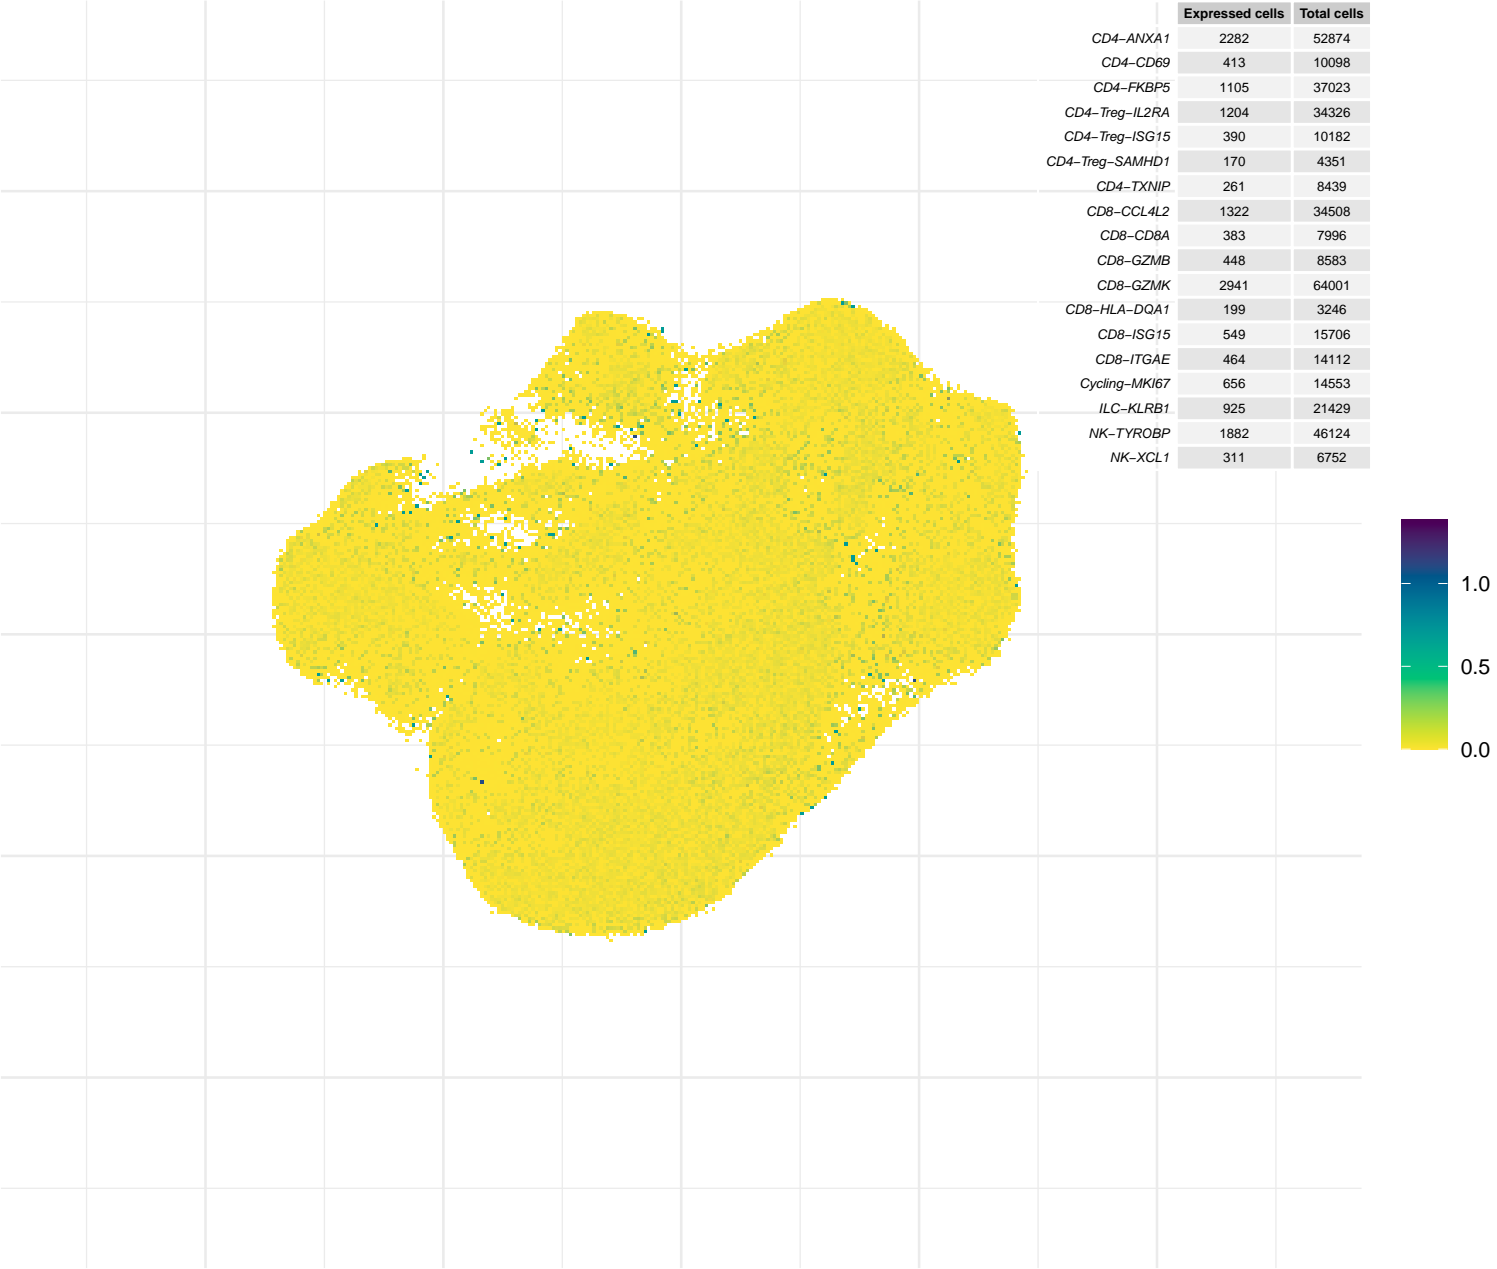 Expressed cells Total cells
CD4−ANXA1 2282 52874
CD4−CD69 413 10098
CD4−FKBP5 1105 37023
CD4−Treg−IL2RA 1204 34326
CD4−Treg−ISG15 390 10182
CD4−Treg−SAMHD1 170 4351
CD4−TXNIP 261 8439
CD8−CCL4L2 1322 34508
CD8−CD8A 383 7996
CD8−GZMB 448 8583
CD8−GZMK 2941 64001
CD8−HLA−DQA1 199 3246
CD8−ISG15 549 15706
CD8−ITGAE 464 14112
Cycling−MKI67 656 14553
ILC−KLRB1 925 21429
NK−TYROBP 1882 46124
NK−XCL1 311 6752
1.0
0.5
0.0